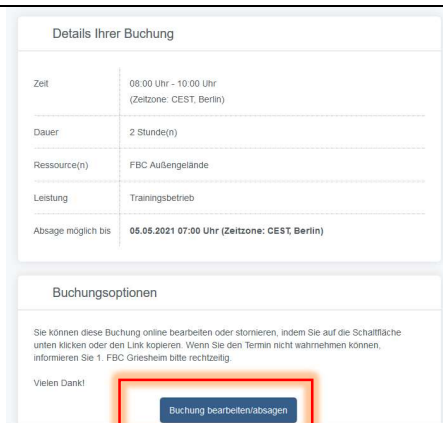 Details Ihrer Buchung
Zeit 08:00 Uhr - 10:00 Uhr
(Zeitzone: CEST, Berlin)
Dauer 2 Stunde(n)
Ressource(n) FBC Außengelände
Leistung Trainingsbetrieb
Absage möglich bis 05.05.2021 07:00 Uhr (Zeitzone: CEST, Berlin)
Buchungsoptionen
Sie können diese Buchung online bearbeiten oder stornieren, indem Sie auf die Schaltfläche
unten klicken oder den Link kopieren. Wenn Sie den Termin nicht wahrnehmen können,
informieren Sie 1. FBC Griesheim bitte rechtzeitig.
Vielen Dank!
Buchung bearbeiten/absagen